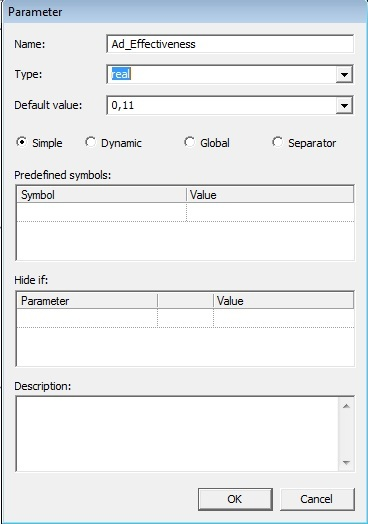 Parameter
Name: Ad_Effectiveness
Type: real
Default value: 0,11
Simple Dynamic Global Separator
Predefined symbols:
Symbol Value
Hide if:
Parameter Value
Description:
OK Cancel